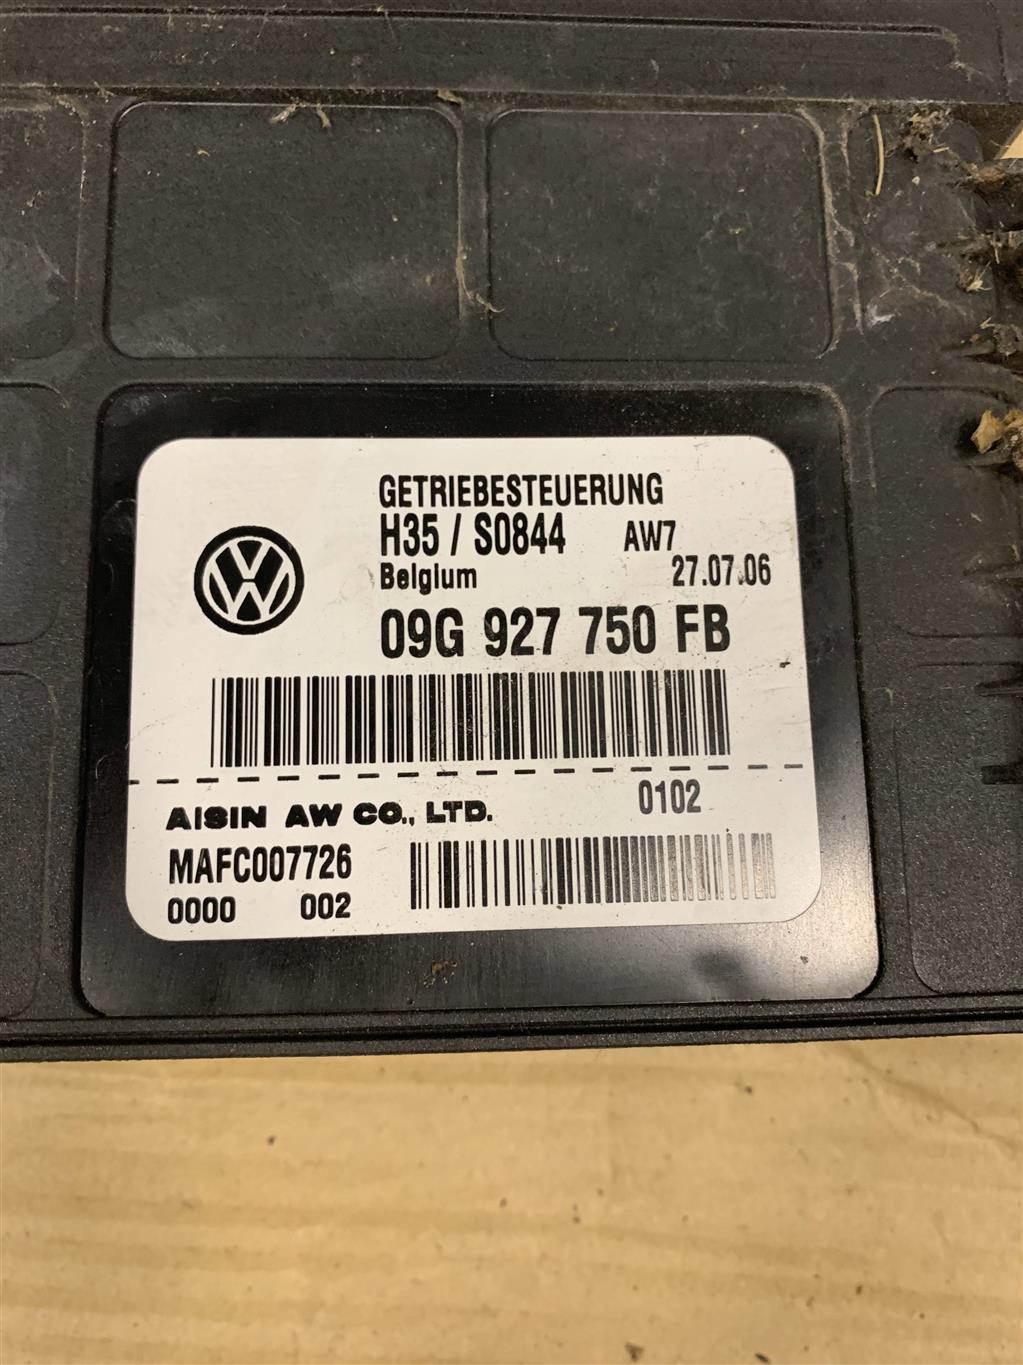 GETRIEBESTEUERUNG
H35 / S0844 AW7
Belgium 27.07.06
09G 927 750 FB
0102
AISIN AW CO., LTD.
MAFC007726
0000 002